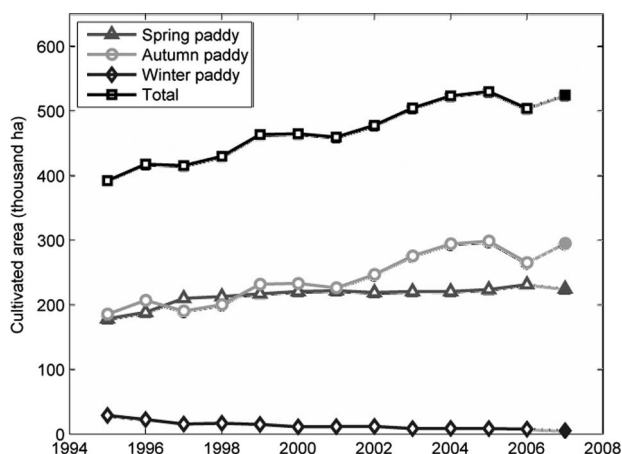 Spring paddy
Autumn paddy
Winter paddy
Total
Cultivated area (thousand ha)
600
500
400
300
200
100
0
1994 1996 1998 2000 2002 2004 2006 2008